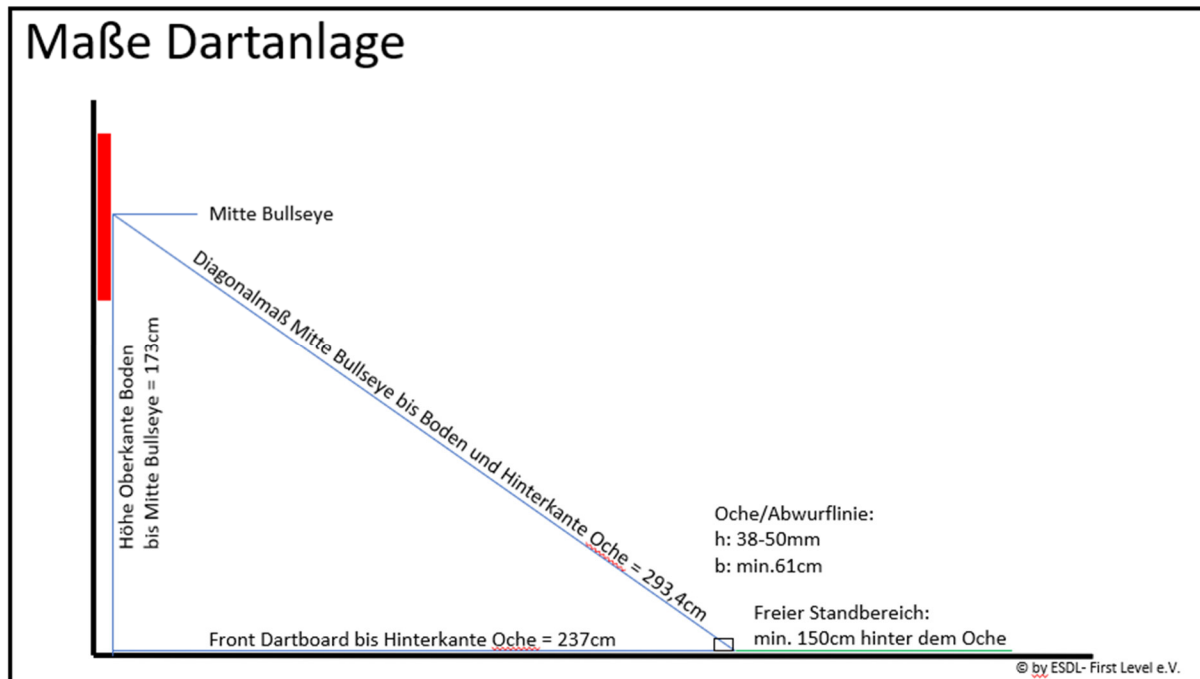 Maße Dartanlage
Mitte Bullseye
Diagonalmaß Mitte Bullseye bis Boden und Hinterkante Oche = 293,4cm
Höhe Oberkante Boden
bis Mitte Bullseye = 173cm
Oche/Abwurflinie:
h: 38-50mm
b: min.61cm
Freier Standbereich:
min. 150cm hinter dem Oche
Front Dartboard bis Hinterkante Oche = 237cm
© by ESDL- First Level e.V.